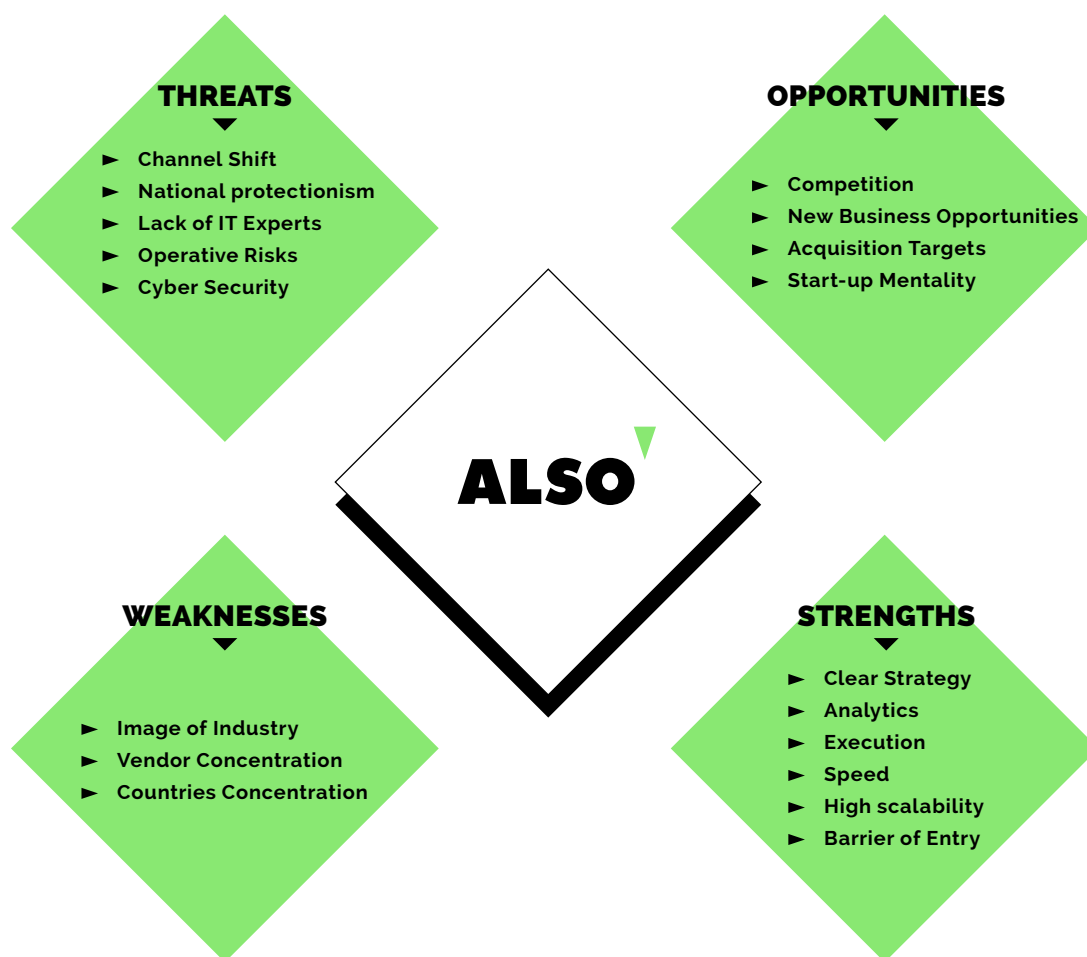 THREATS
Channel Shift
National protectionism
Lack of IT Experts
Operative Risks
Cyber Security
OPPORTUNITIES
Competition
New Business Opportunities
Acquisition Targets
Start-up Mentality
ALSO
WEAKNESSES
Image of Industry
Vendor Concentration
Countries Concentration
STRENGTHS
Clear Strategy
Analytics
Execution
Speed
High scalability
Barrier of Entry